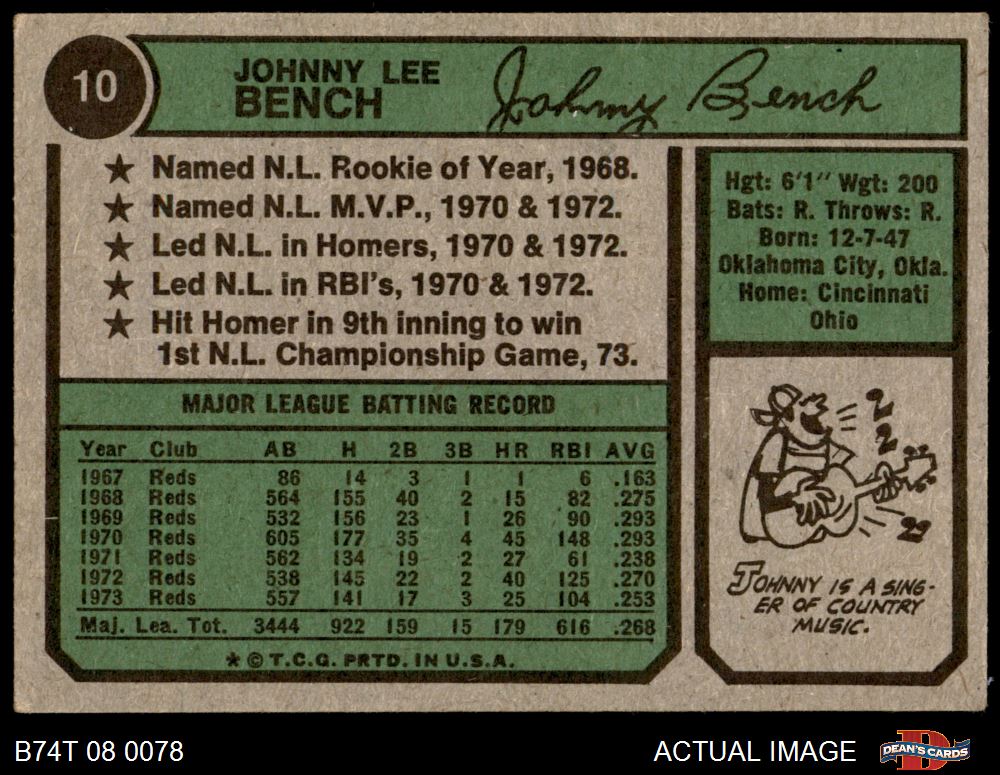 10
JOHNNY LEE
BENCH
Johnny Bench
★ Named N.L. Rookie of Year, 1968.
★ Named N.L. M.V.P., 1970 & 1972.
★ Led N.L. in Homers, 1970 & 1972.
★ Led N.L. in RBI's, 1970 & 1972.
★ Hit Homer in 9th inning to win
1st N.L. Championship Game, 73.
Hgt: 6'1" Wgt: 200
Bats: R. Throws: R.
Born: 12-7-47
Oklahoma City, Okla.
Home: Cincinnati
Ohio
MAJOR LEAGUE BATTING RECORD
Year Club AB H 2B 3B HR RBI AVG
1967 Reds 86 14 3 1 1 6 .163
1968 Reds 564 155 40 2 15 82 .275
1969 Reds 532 156 23 1 26 90 .293
1970 Reds 605 177 35 4 45 148 .293
1971 Reds 562 134 19 2 27 61 .238
1972 Reds 538 145 22 2 40 125 .270
1973 Reds 557 141 17 3 25 104 .253
Maj. Lea. Tot. 3444 922 159 15 179 616 .268
★ © T.C.G. PRTD. IN U.S.A.
JOHNNY IS A SING-
ER OF COUNTRY
MUSIC.
B74T 08 0078
ACTUAL IMAGE
DEAN'S CARDS